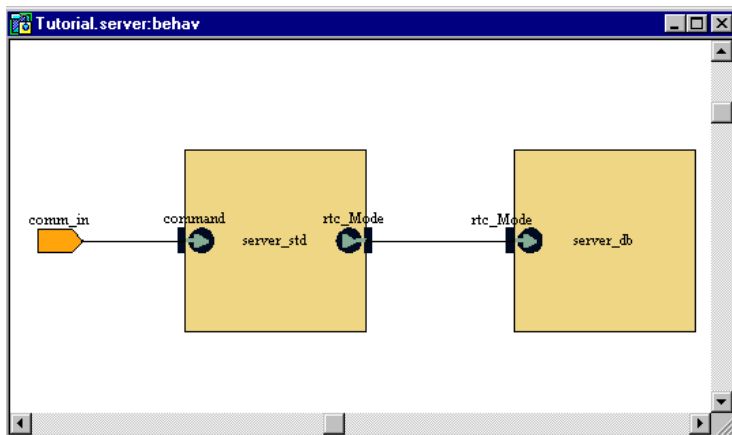 Tutorial.server:behav
comm_in
command
rtc_Mode
rtc_Mode
server_std
server_db